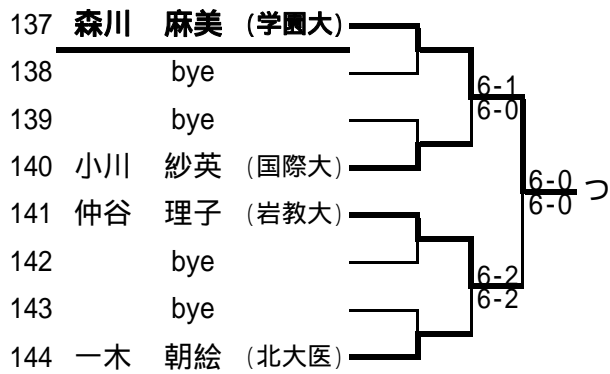 137 森川 麻美 (学園大)
138 bye
139 bye
140 小川 紗英 (国際大)
141 仲谷 理子 (岩教大)
142 bye
143 bye
144 一木 朝絵 (北大医)
6-1
6-0
6-2
6-2
6-0
6-0
つ